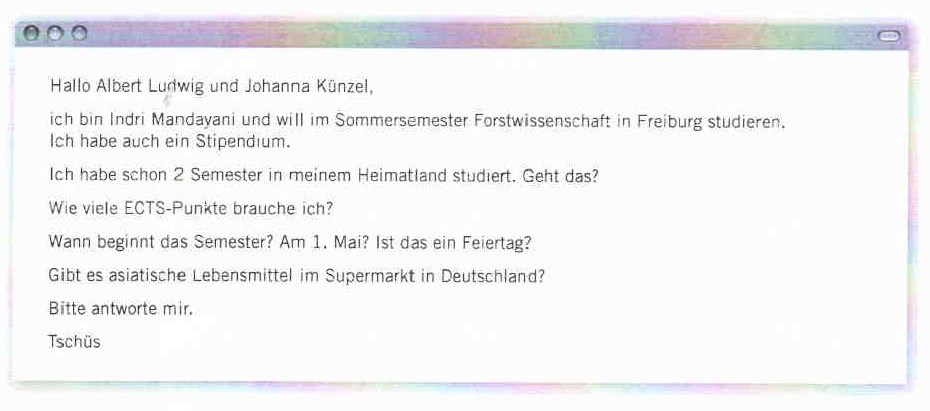 Hallo Albert Ludwig und Johanna Künzel,
ich bin Indri Mandayani und will im Sommersemester Forstwissenschaft in Freiburg studieren.
Ich habe auch ein Stipendium.
Ich habe schon 2 Semester in meinem Heimatland studiert. Geht das?
Wie viele ECTS-Punkte brauche ich?
Wann beginnt das Semester? Am 1. Mai? Ist das ein Feiertag?
Gibt es asiatische Lebensmittel im Supermarkt in Deutschland?
Bitte antworte mir.
Tschüs